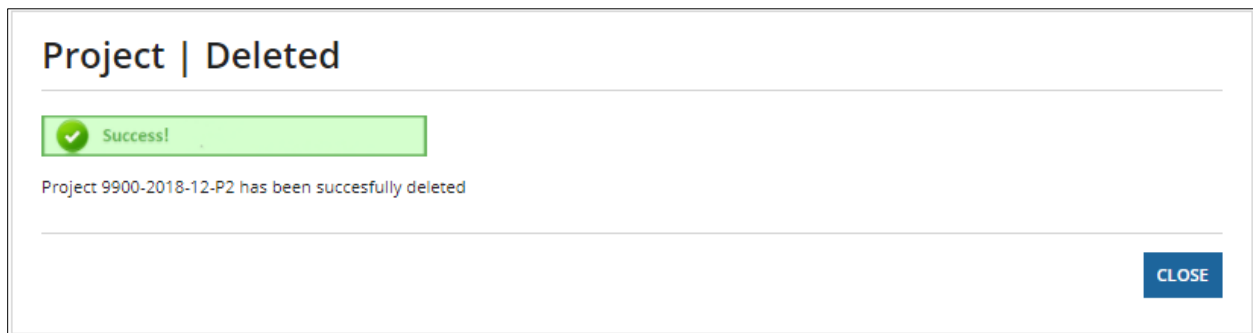 Project | Deleted
Success!
Project 9900-2018-12-P2 has been succesfully deleted
CLOSE